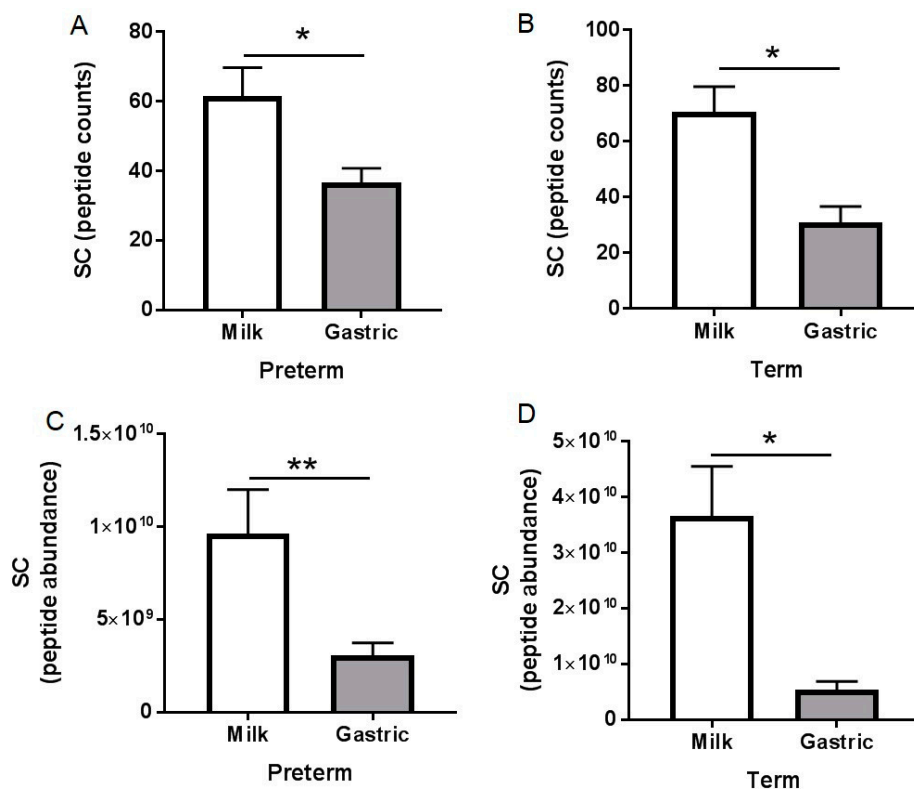 A
SC (peptide counts)
80
60
40
20
0
*
Milk Gastric
Preterm
B
SC (peptide counts)
100
80
60
40
20
0
*
Milk Gastric
Term
C
SC
(peptide abundance)
1.5×10¹⁰
1×10¹⁰
5×10⁹
0
**
Milk Gastric
Preterm
D
SC
(peptide abundance)
5×10¹⁰
4×10¹⁰
3×10¹⁰
2×10¹⁰
1×10¹⁰
0
*
Milk Gastric
Term